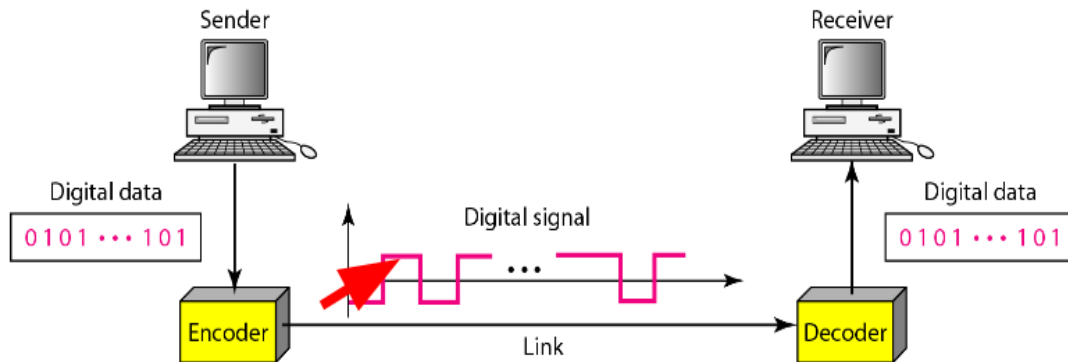 Sender
Receiver
Digital data
0101 ••• 101
Digital signal
•••
Digital data
0101 ••• 101
Encoder
Link
Decoder